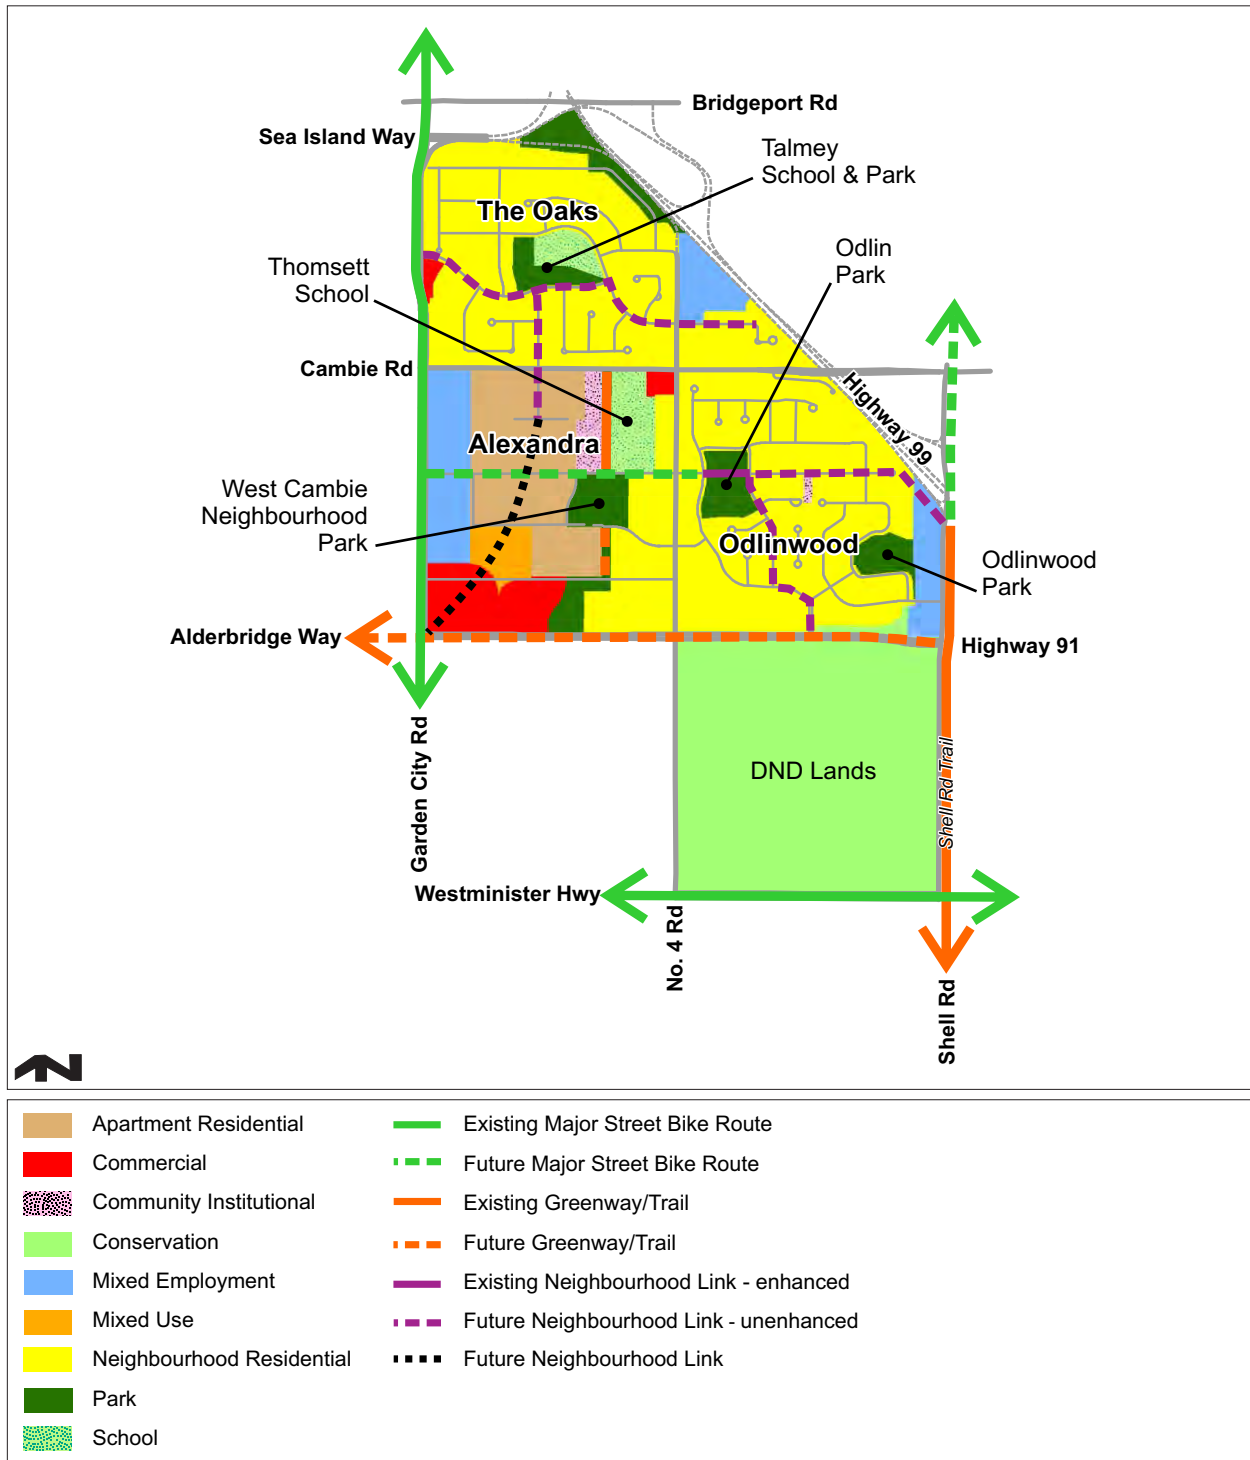 Bridgeport Rd
Sea Island Way
Talmey
School & Park
The Oaks
Odlin
Park
Thomsett
School
Cambie Rd
Highway 99
Alexandra
West Cambie
Neighbourhood
Park
Odlinwood
Odlinwood
Park
Alderbridge Way
Highway 91
Garden City Rd
DND Lands
Shell Rd Trail
Westminister Hwy
No. 4 Rd
Shell Rd
N
Apartment Residential
Commercial
Community Institutional
Conservation
Mixed Employment
Mixed Use
Neighbourhood Residential
Park
School
Existing Major Street Bike Route
Future Major Street Bike Route
Existing Greenway/Trail
Future Greenway/Trail
Existing Neighbourhood Link - enhanced
Future Neighbourhood Link - unenhanced
Future Neighbourhood Link